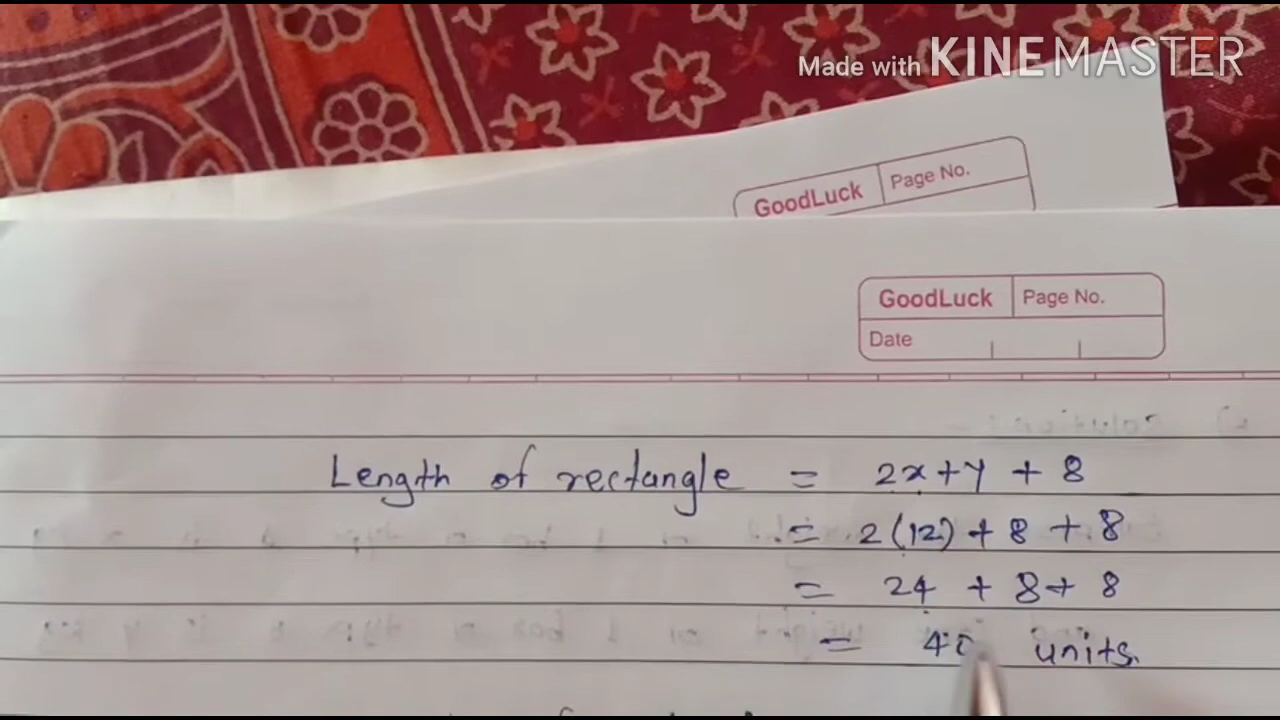 Made with KINEMASTER
GoodLuck Page No.
GoodLuck Page No.
Date
Length of rectangle = 2x+y + 8
= 2(12) + 8 + 8
= 24 + 8 + 8
= 40 units.